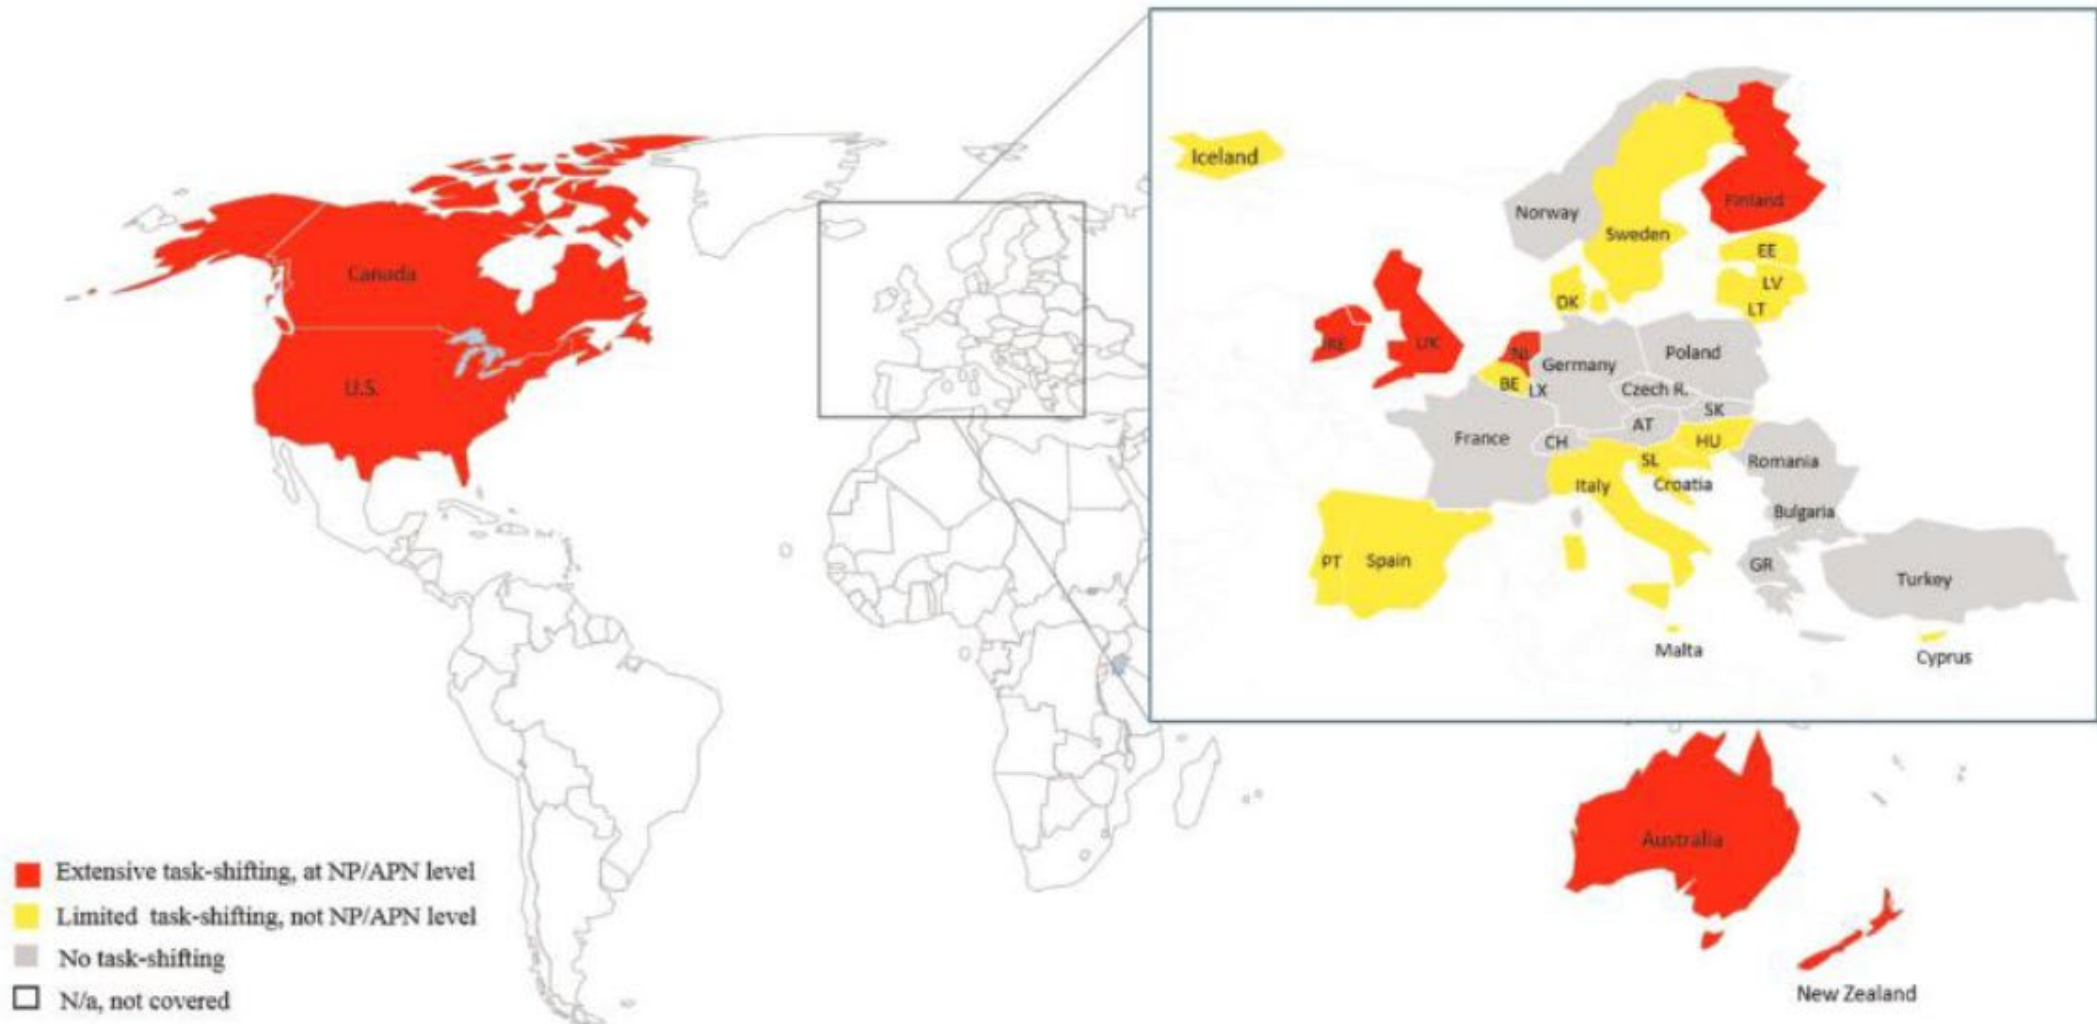 Canada
U.S.
Iceland
Norway
Sweden
Finland
EE
LV
LT
DK
IRE
UK
NL
BE
LX
Germany
Poland
Czech R.
SK
AT
France
CH
HU
SL
Croatia
Italy
Romania
Bulgaria
PT
Spain
GR
Turkey
Malta
Cyprus
Australia
New Zealand
Extensive task-shifting, at NP/APN level
Limited task-shifting, not NP/APN level
No task-shifting
N/a, not covered